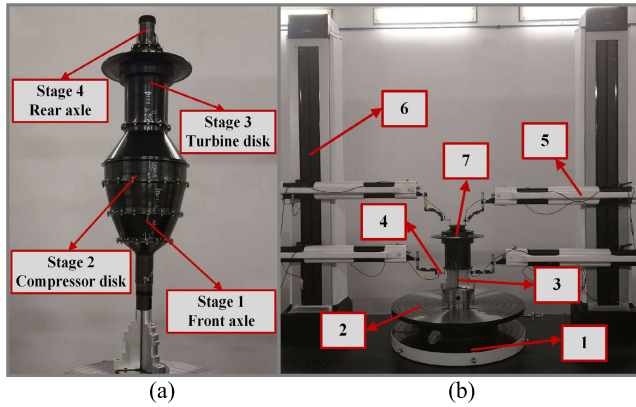 Stage 4
Rear axle
Stage 3
Turbine disk
Stage 2
Compressor disk
Stage 1
Front axle
6
5
7
4
3
2
1
(a)
(b)